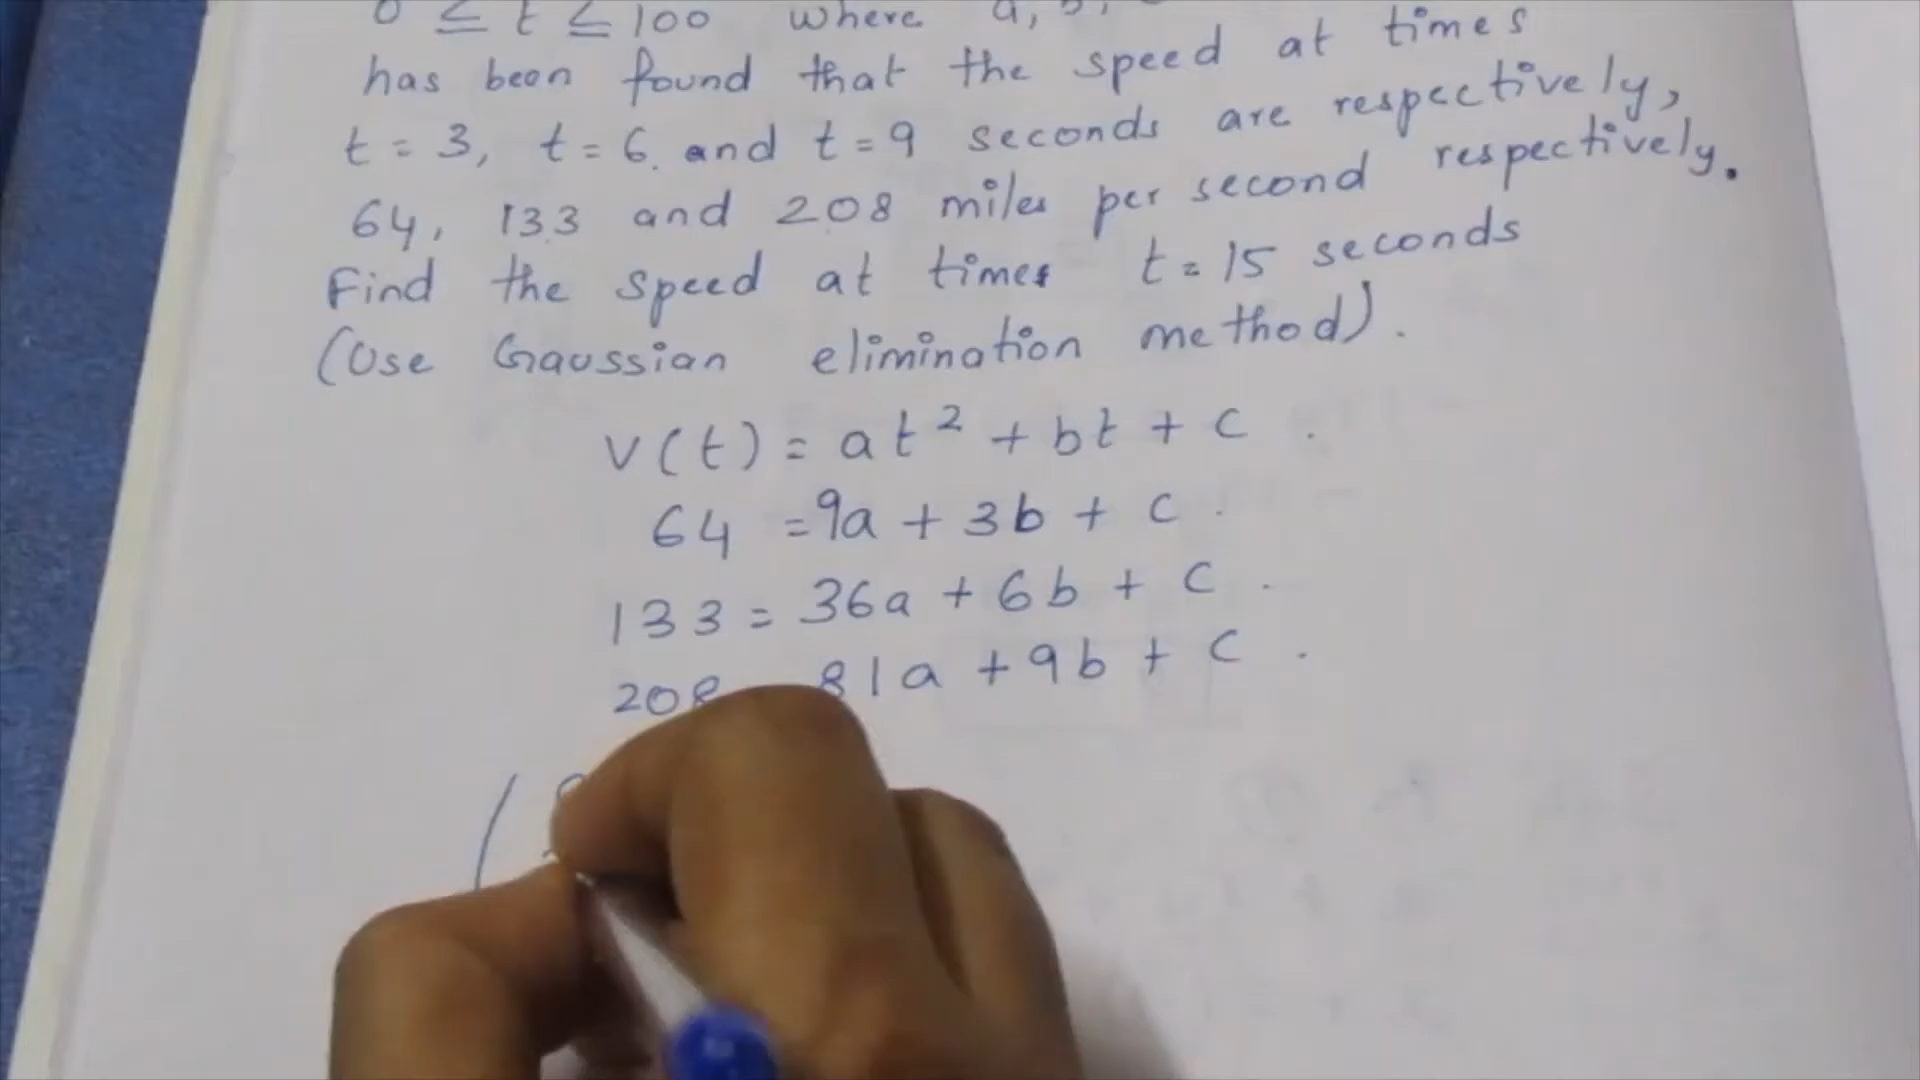 0 ≤ t ≤ 100 where a, b,
has been found that the speed at times
t = 3, t = 6 and t = 9 seconds are respectively,
64, 133 and 208 miles per second respectively.
Find the speed at times t = 15 seconds
(Use Gaussian elimination method).
v(t) = at² + bt + c .
64 = 9a + 3b + c .
133 = 36a + 6b + c .
208 81a + 9b + c .
(